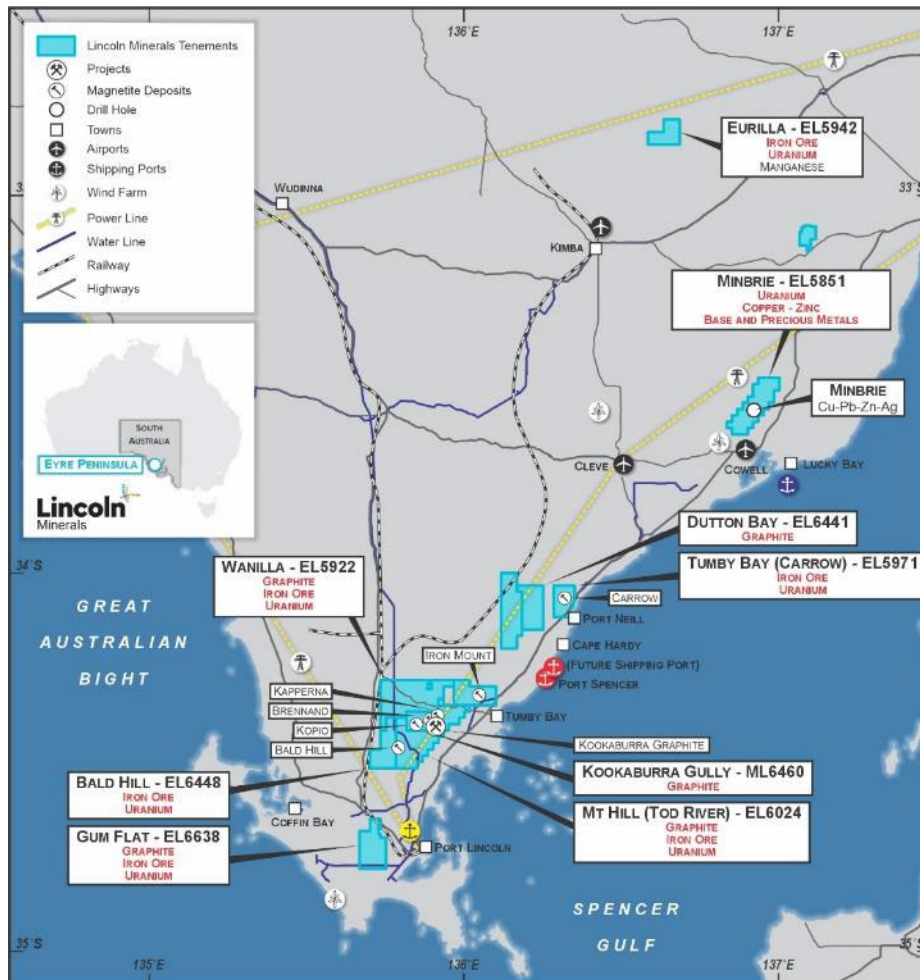 136°E
137°E
Lincoln Minerals Tenements
Projects
Magnetite Deposits
Drill Hole
Towns
Airports
Shipping Ports
Wind Farm
Power Line
Water Line
Railway
Highways
EURILLA - EL5942
IRON ORE
URANIUM
MANGANESE
33°S
WUDINNA
KIMBA
MINBRIE - EL5851
URANIUM
COPPER - ZINC
BASE AND PRECIOUS METALS
SOUTH
AUSTRALIA
EYRE PENINSULA
Lincoln
Minerals
MINBRIE
Cu-Pb-Zn-Ag
CLEVE
COWELL
LUCKY BAY
DUTTON BAY - EL6441
GRAPHITE
34°S
WANILLA - EL5922
GRAPHITE
IRON ORE
URANIUM
TUMBY BAY (CARROW) - EL5971
IRON ORE
URANIUM
CARROW
PORT NEILL
GREAT
AUSTRALIAN
BIGHT
CAPE HARDY
(FUTURE SHIPPING PORT)
PORT SPENCER
IRON MOUNT
KAPPERNA
BRENNAND
KOPIO
BALD HILL
TUMBY BAY
KOOKABURRA GRAPHITE
KOOKABURRA GULLY - ML6460
GRAPHITE
BALD HILL - EL6448
IRON ORE
URANIUM
MT HILL (TOD RIVER) - EL6024
GRAPHITE
IRON ORE
URANIUM
COFFIN BAY
GUM FLAT - EL6638
GRAPHITE
IRON ORE
URANIUM
PORT LINCOLN
SPENCER
GULF
35°S
135°E
136°E
137°E